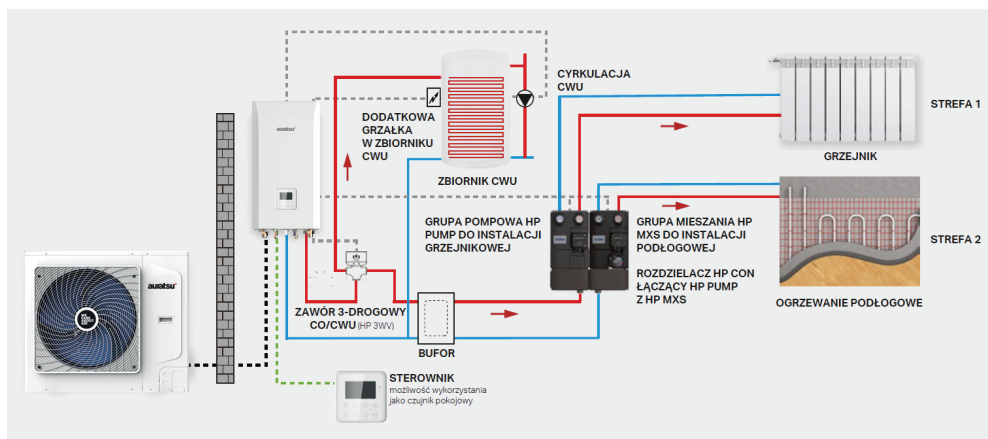 auratsu
DODATKOWA
GRZAŁKA
W ZBIORNIKU
CWU
ZBIORNIK CWU
CYRKULACJA
CWU
STREFA 1
GRZEJNIK
GRUPA POMPOWA HP
PUMP DO INSTALACJI
GRZEJNIKOWEJ
GRUPA MIESZANIA HP
MXS DO INSTALACJI
PODŁOGOWEJ
STREFA 2
ROZDZIELACZ HP CON
ŁĄCZĄCY HP PUMP
Z HP MXS
OGRZEWANIE PODŁOGOWE
auratsu
ZAWÓR 3-DROGOWY
CO/CWU (HP 3WV)
BUFOR
STEROWNIK
możliwość wykorzystania
jako czujnik pokojowy